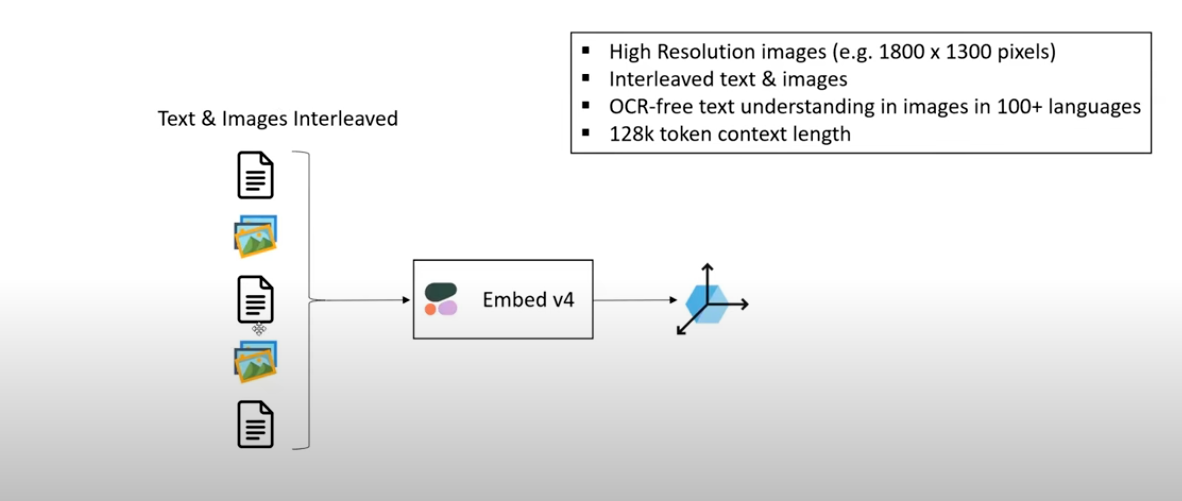 High Resolution images (e.g. 1800 x 1300 pixels)
Interleaved text & images
OCR-free text understanding in images in 100+ languages
128k token context length
Text & Images Interleaved
Embed v4